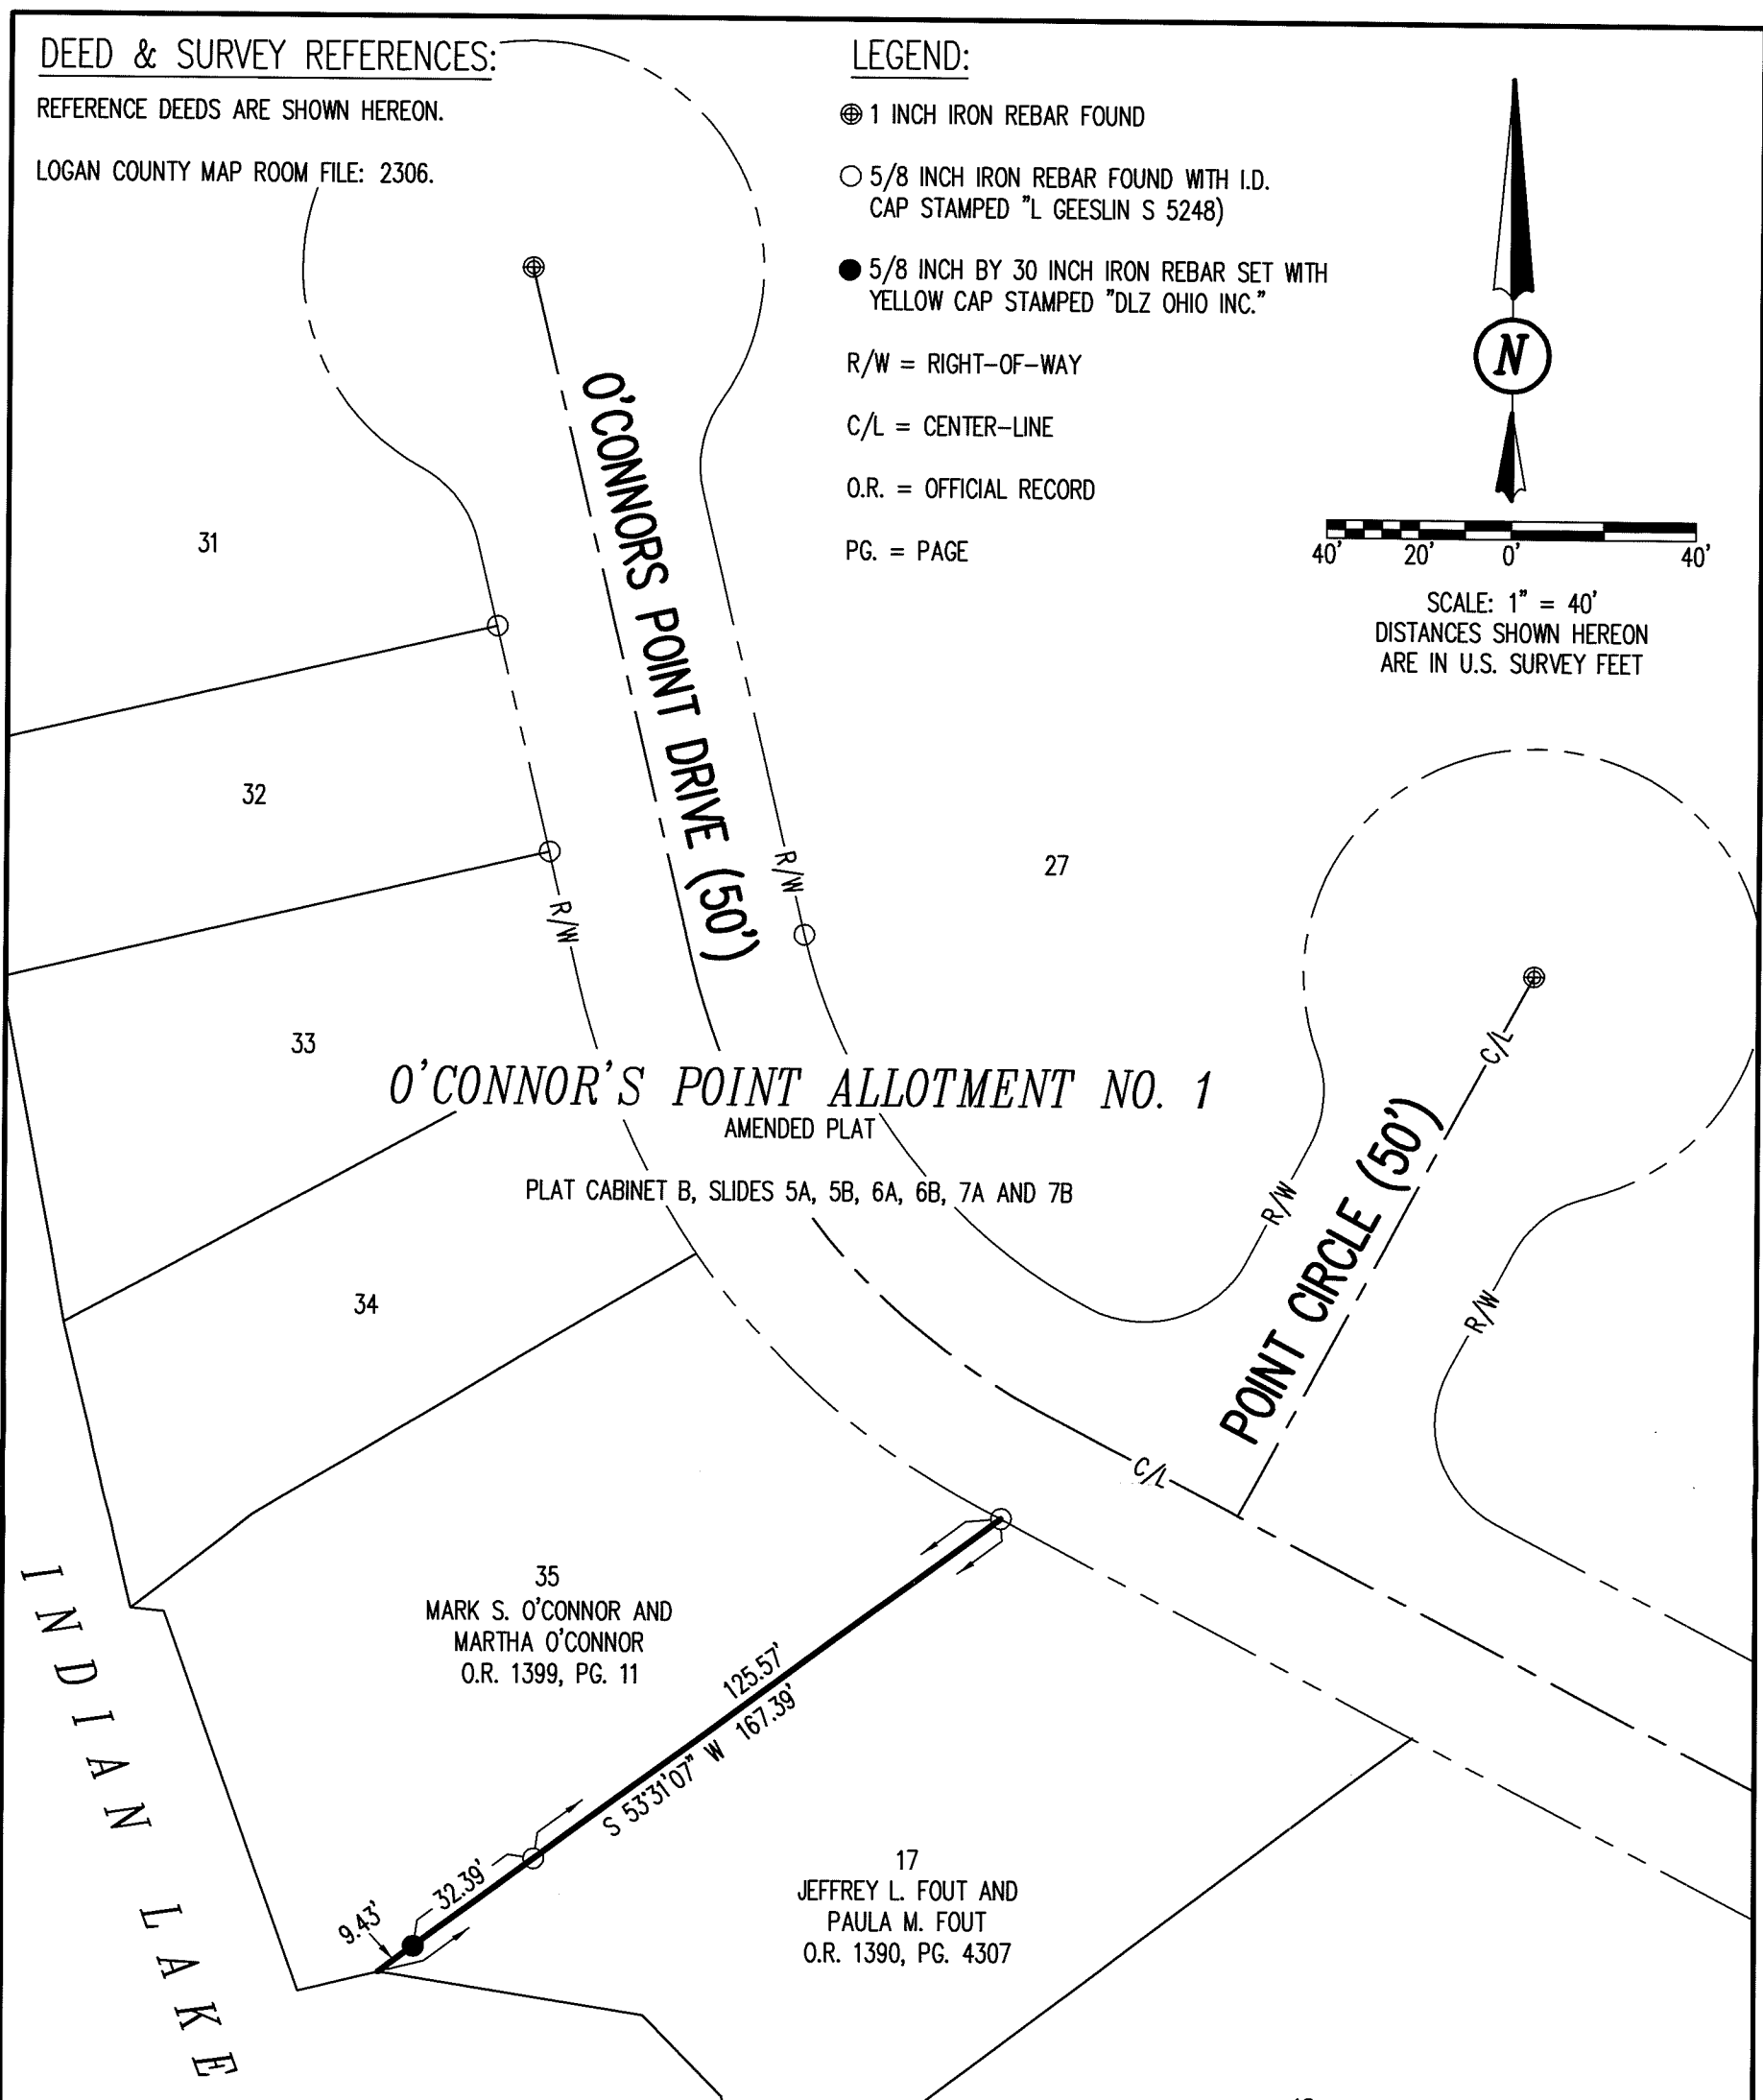 DEED & SURVEY REFERENCES:
REFERENCE DEEDS ARE SHOWN HEREON.
LOGAN COUNTY MAP ROOM FILE: 2306.
LEGEND:
1 INCH IRON REBAR FOUND
5/8 INCH IRON REBAR FOUND WITH I.D.
CAP STAMPED "L GEESLIN S 5248)
5/8 INCH BY 30 INCH IRON REBAR SET WITH
YELLOW CAP STAMPED "DLZ OHIO INC."
R/W = RIGHT-OF-WAY
C/L = CENTER-LINE
O.R. = OFFICIAL RECORD
PG. = PAGE
N
40' 20' 0' 40'
SCALE: 1" = 40'
DISTANCES SHOWN HEREON
ARE IN U.S. SURVEY FEET
O'CONNORS POINT DRIVE (50')
31
32
R/W
R/W
27
33
C/L
O'CONNOR'S POINT ALLOTMENT NO. 1
AMENDED PLAT
PLAT CABINET B, SLIDES 5A, 5B, 6A, 6B, 7A AND 7B
POINT CIRCLE (50')
R/W
R/W
34
C/L
35
MARK S. O'CONNOR AND
MARTHA O'CONNOR
O.R. 1399, PG. 11
125.57'
S 53°31'07" W 167.39'
32.39'
9.43'
17
JEFFREY L. FOUT AND
PAULA M. FOUT
O.R. 1390, PG. 4307
INDIAN LAKE